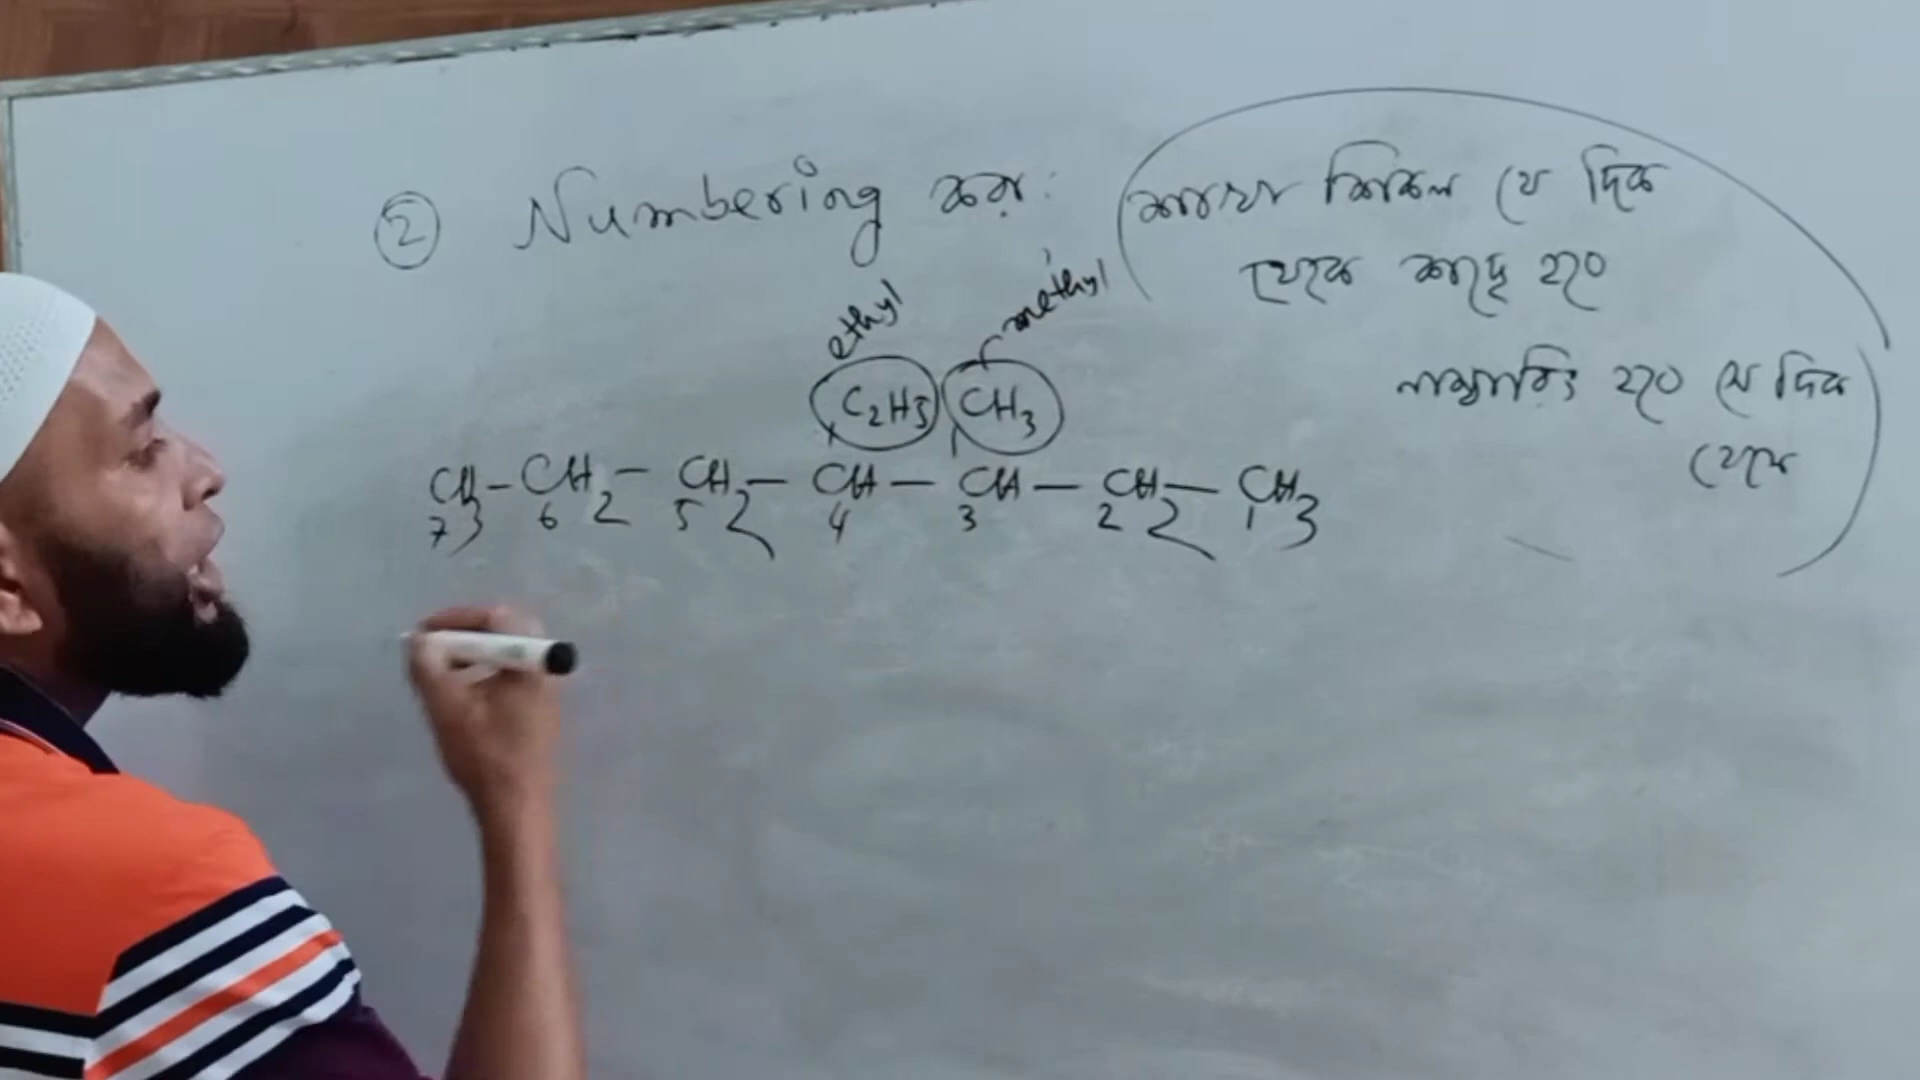 ② Numbering কর:
শাখা শিকল যে দিক
থেকে কাছে হবে
নাম্বারিং হবে সে দিক
থেকে
ethyl methyl
C2H5 CH3
CH3 - CH2 - CH2 - CH - CH - CH2 - CH3
7 6 5 4 3 2 1